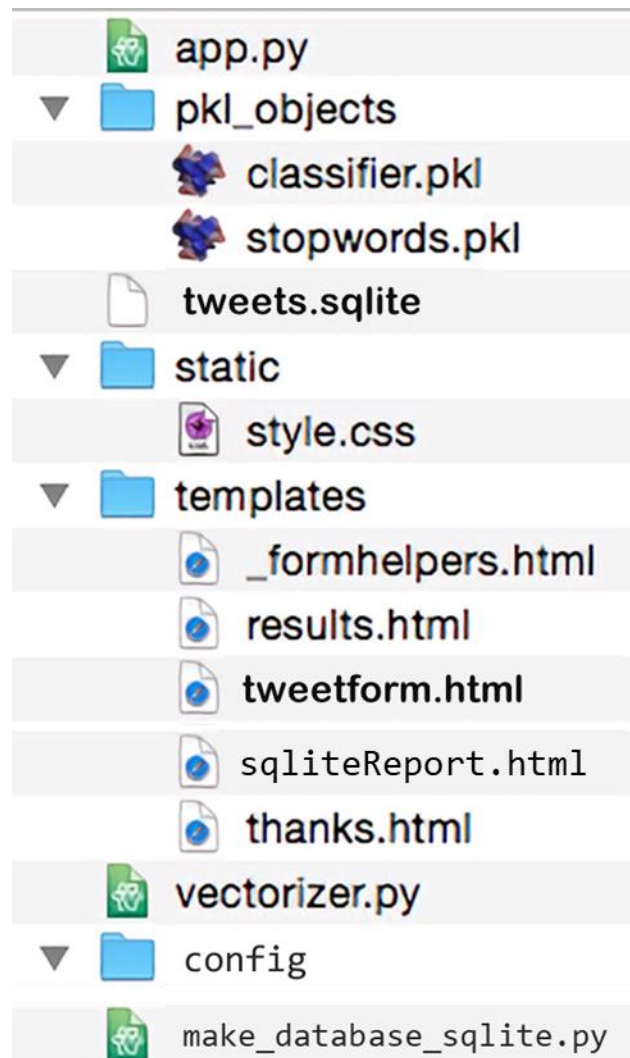 app.py
pkl_objects
classifier.pkl
stopwords.pkl
tweets.sqlite
static
style.css
templates
_formhelpers.html
results.html
tweetform.html
sqliteReport.html
thanks.html
vectorizer.py
config
make_database_sqlite.py